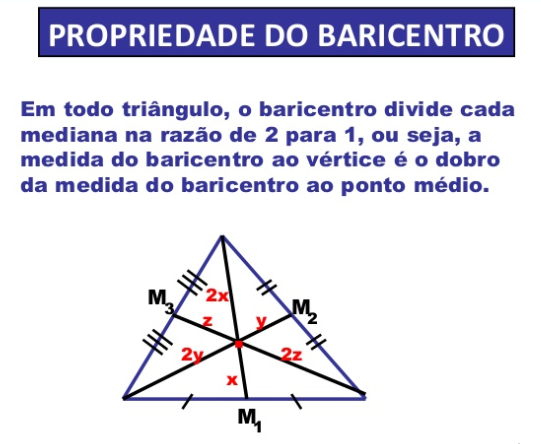 PROPRIEDADE DO BARICENTRO
Em todo triângulo, o baricentro divide cada
mediana na razão de 2 para 1, ou seja, a
medida do baricentro ao vértice é o dobro
da medida do baricentro ao ponto médio.
M3
2x
M2
z
y
2y
2z
x
M1